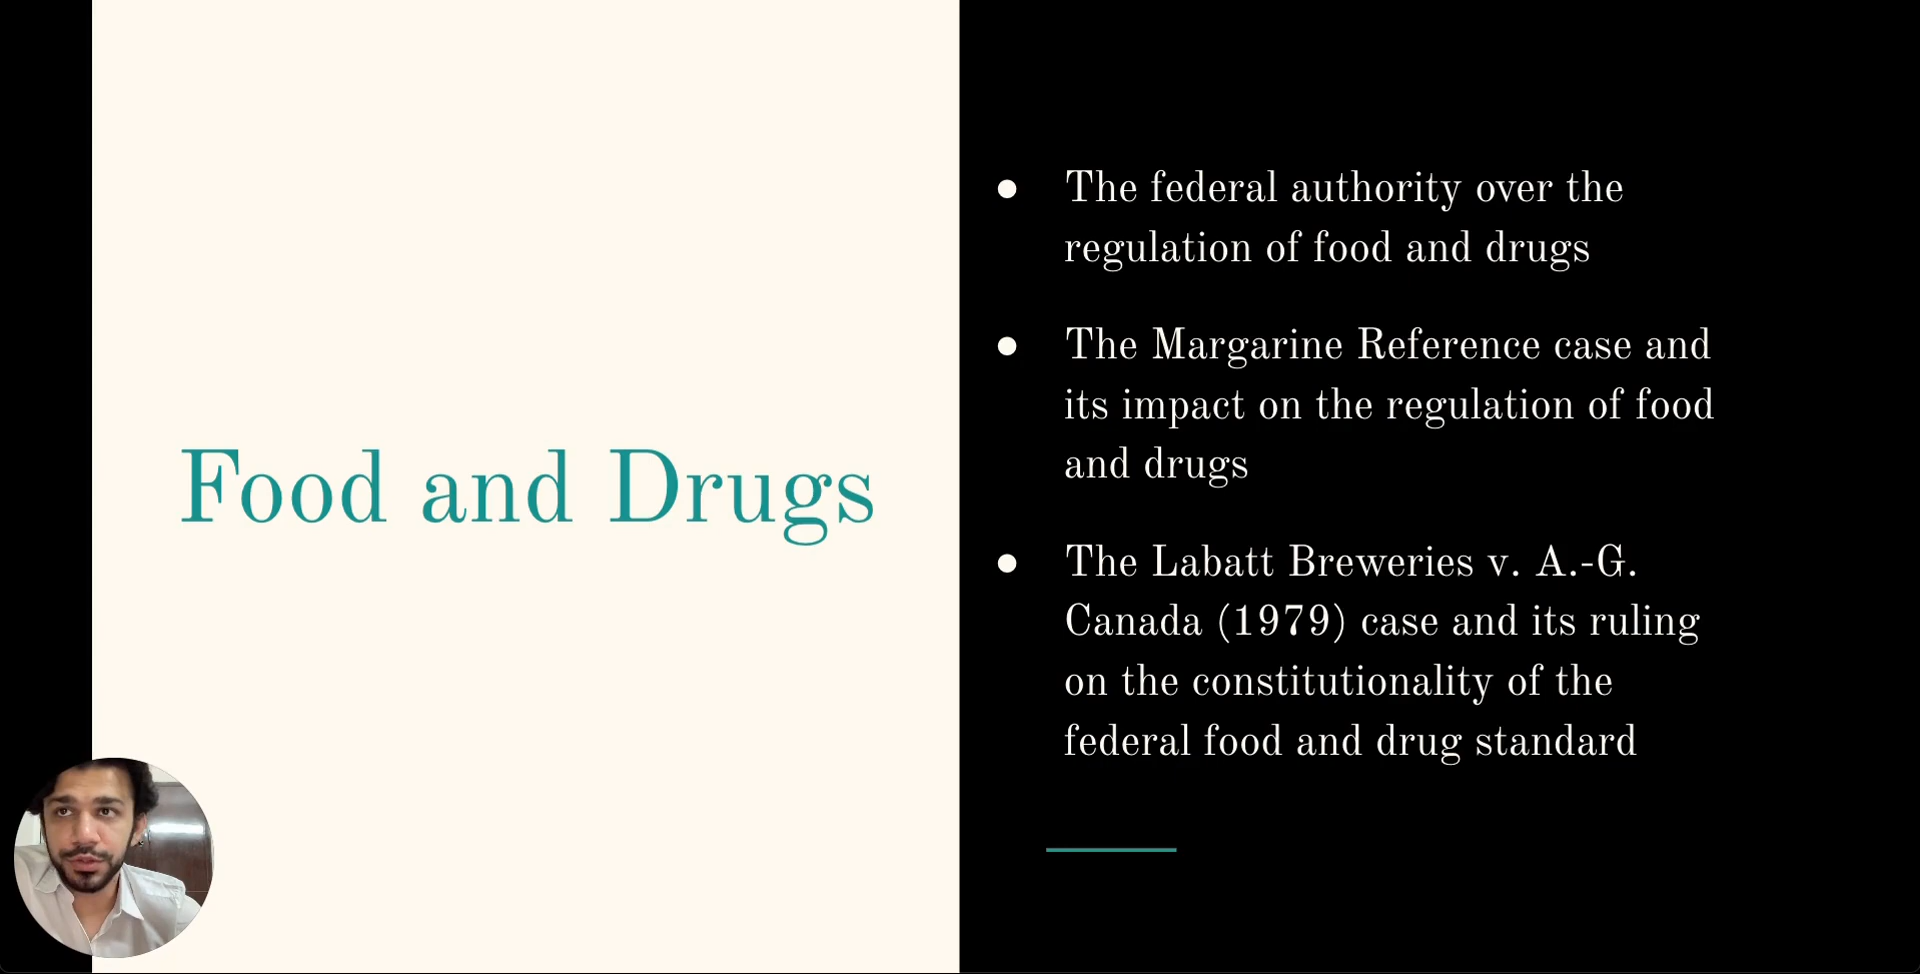 Food and Drugs
● The federal authority over the
regulation of food and drugs
● The Margarine Reference case and
its impact on the regulation of food
and drugs
● The Labatt Breweries v. A.-G.
Canada (1979) case and its ruling
on the constitutionality of the
federal food and drug standard